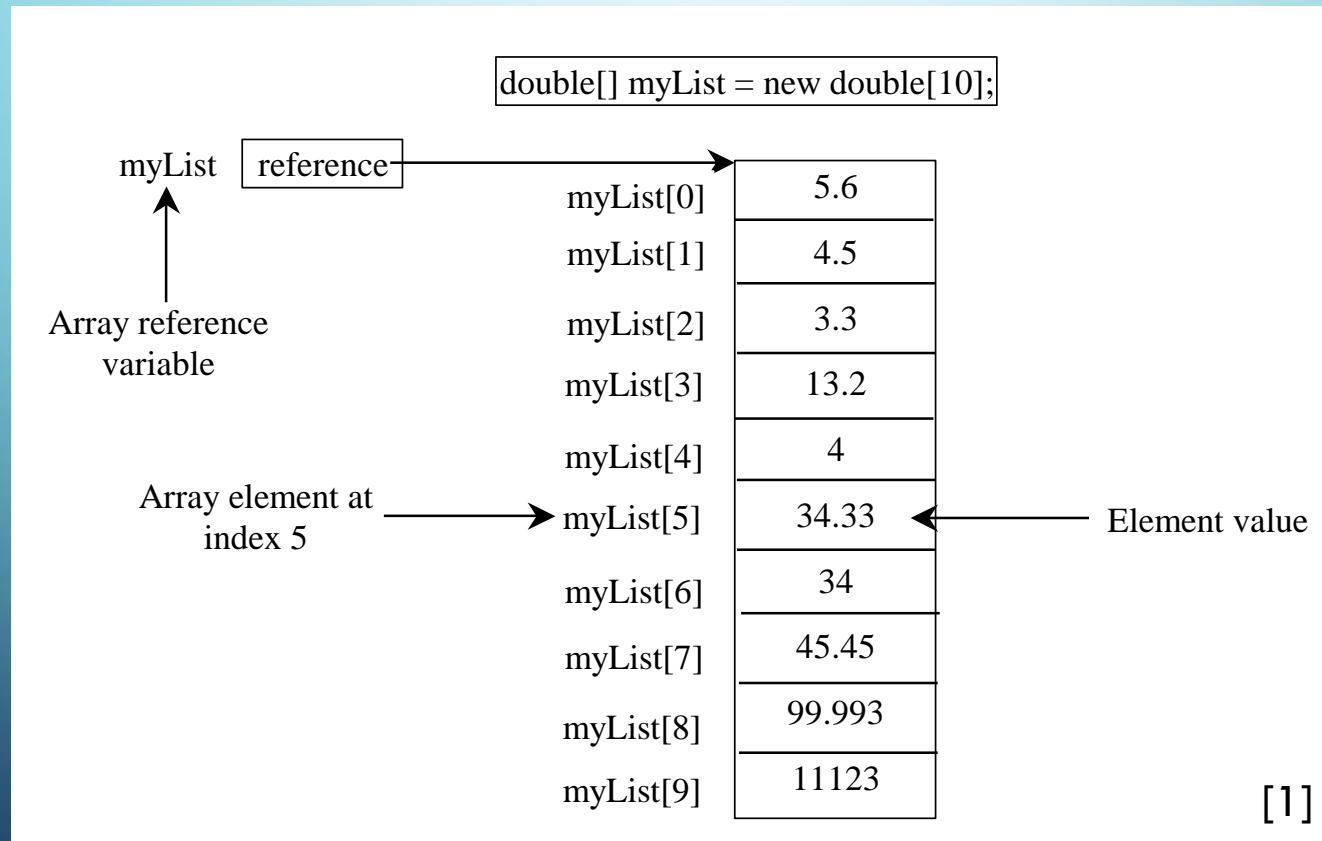 double[] myList = new double[10];
myList reference
myList[0] 5.6
myList[1] 4.5
Array reference
variable
myList[2] 3.3
myList[3] 13.2
myList[4] 4
Array element at
index 5
myList[5] 34.33 Element value
myList[6] 34
myList[7] 45.45
myList[8] 99.993
myList[9] 11123
[1]